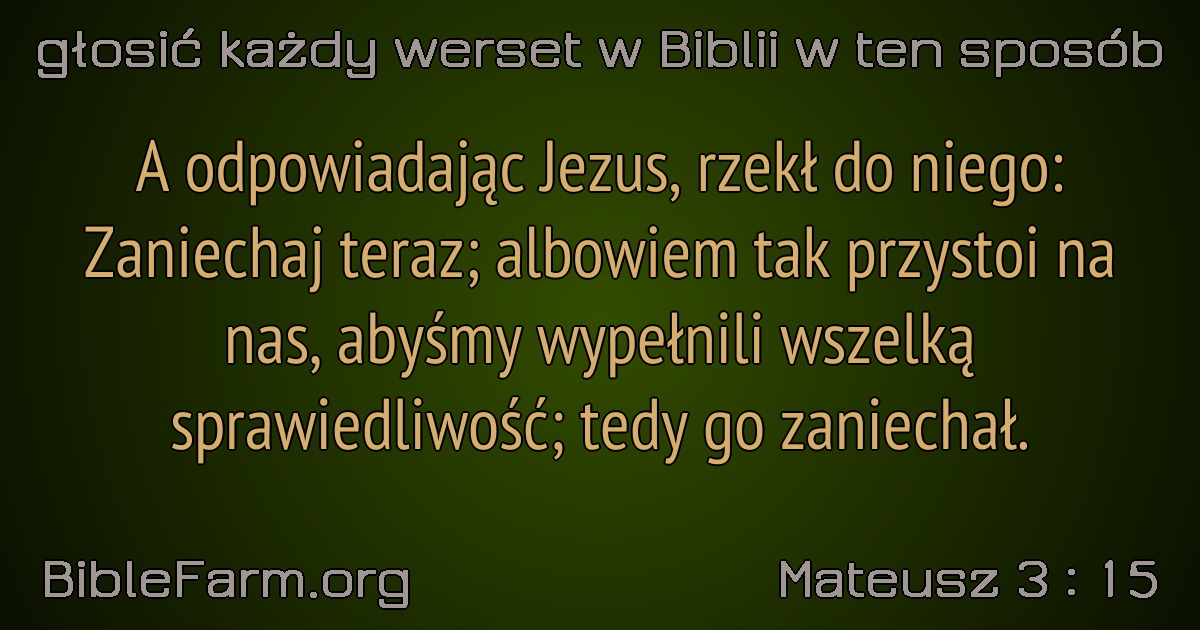 głosić każdy werset w Biblii w ten sposób
A odpowiadając Jezus, rzekł do niego:
Zaniechaj teraz; albowiem tak przystoi na
nas, abyśmy wypełnili wszelką
sprawiedliwość; tedy go zaniechał.
BibleFarm.org
Mateusz 3 : 15